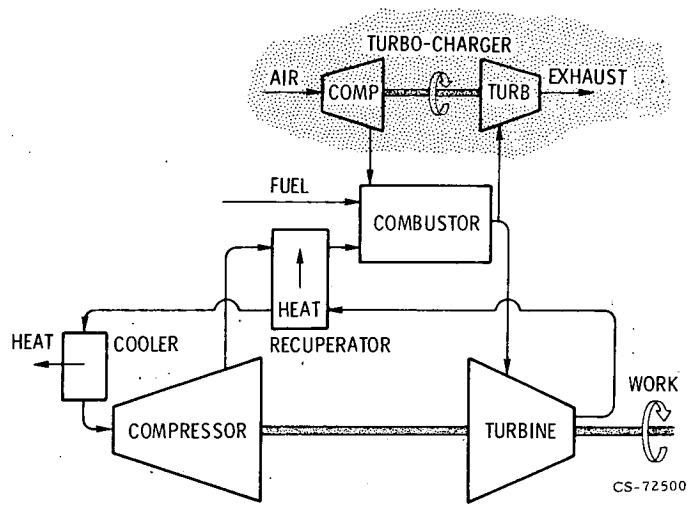 TURBO-CHARGER
AIR
COMP
TURB
EXHAUST
FUEL
COMBUSTOR
HEAT
RECUPERATOR
HEAT
COOLER
COMPRESSOR
TURBINE
WORK
CS-72500